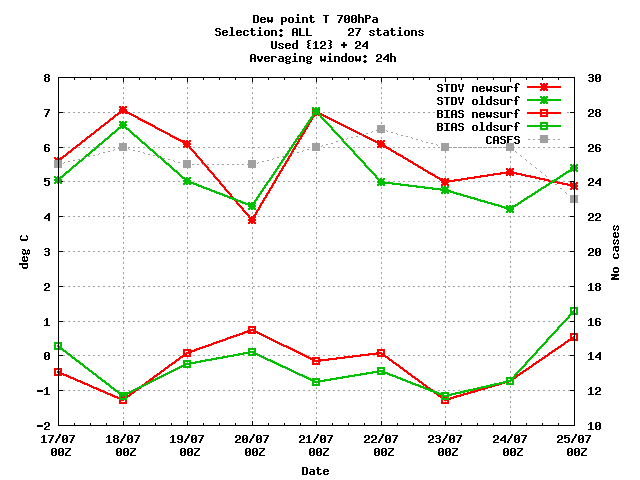 Dew point T 700hPa
Selection: ALL     27 stations
Used {12} + 24
Averaging window: 24h
STDV newsurf
STDV oldsurf
BIAS newsurf
BIAS oldsurf
CASES
deg C
8
7
6
5
4
3
2
1
0
-1
-2
30
28
26
24
22
20
18
16
14
12
10
No cases
17/07 18/07 19/07 20/07 21/07 22/07 23/07 24/07 25/07
00Z 00Z 00Z 00Z 00Z 00Z 00Z 00Z 00Z
Date